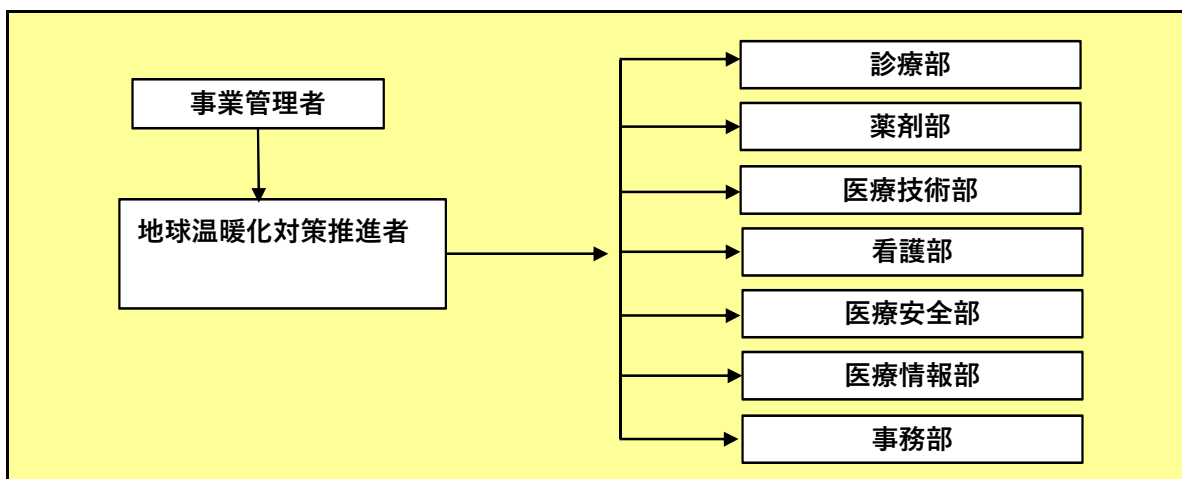 事業管理者
地球温暖化対策推進者
診療部
薬剤部
医療技術部
看護部
医療安全部
医療情報部
事務部